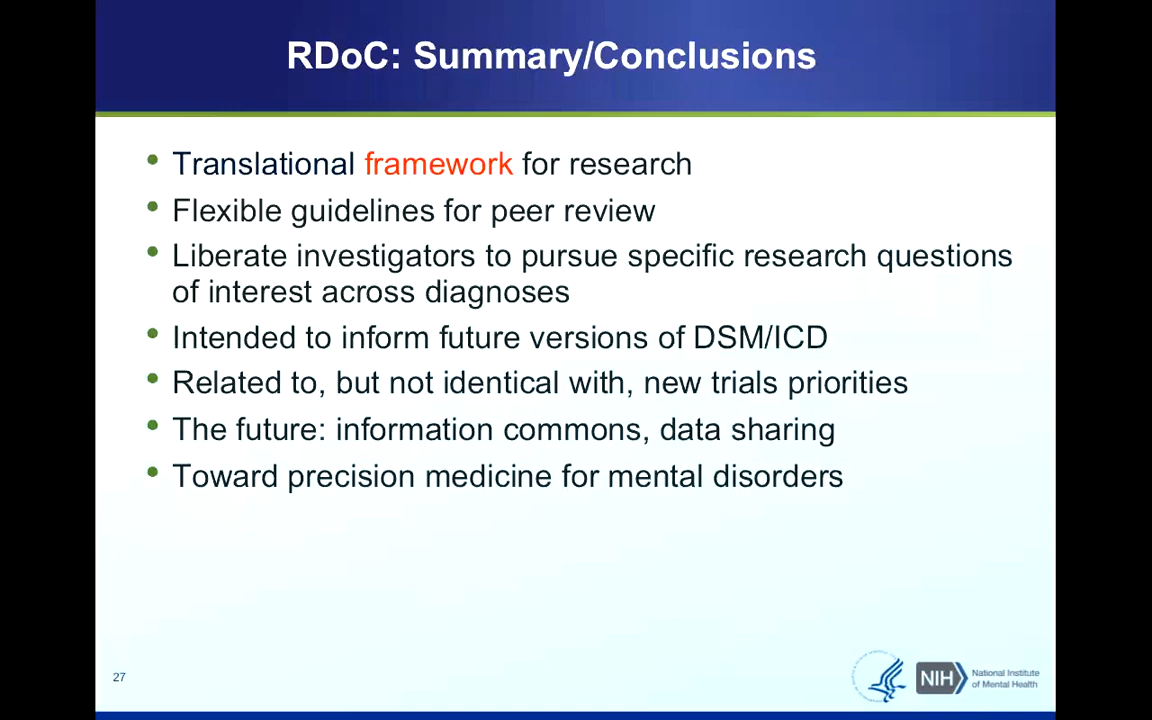 RDoC: Summary/Conclusions
• Translational framework for research
• Flexible guidelines for peer review
• Liberate investigators to pursue specific research questions
of interest across diagnoses
• Intended to inform future versions of DSM/ICD
• Related to, but not identical with, new trials priorities
• The future: information commons, data sharing
• Toward precision medicine for mental disorders
27
NIH
National Institute
of Mental Health